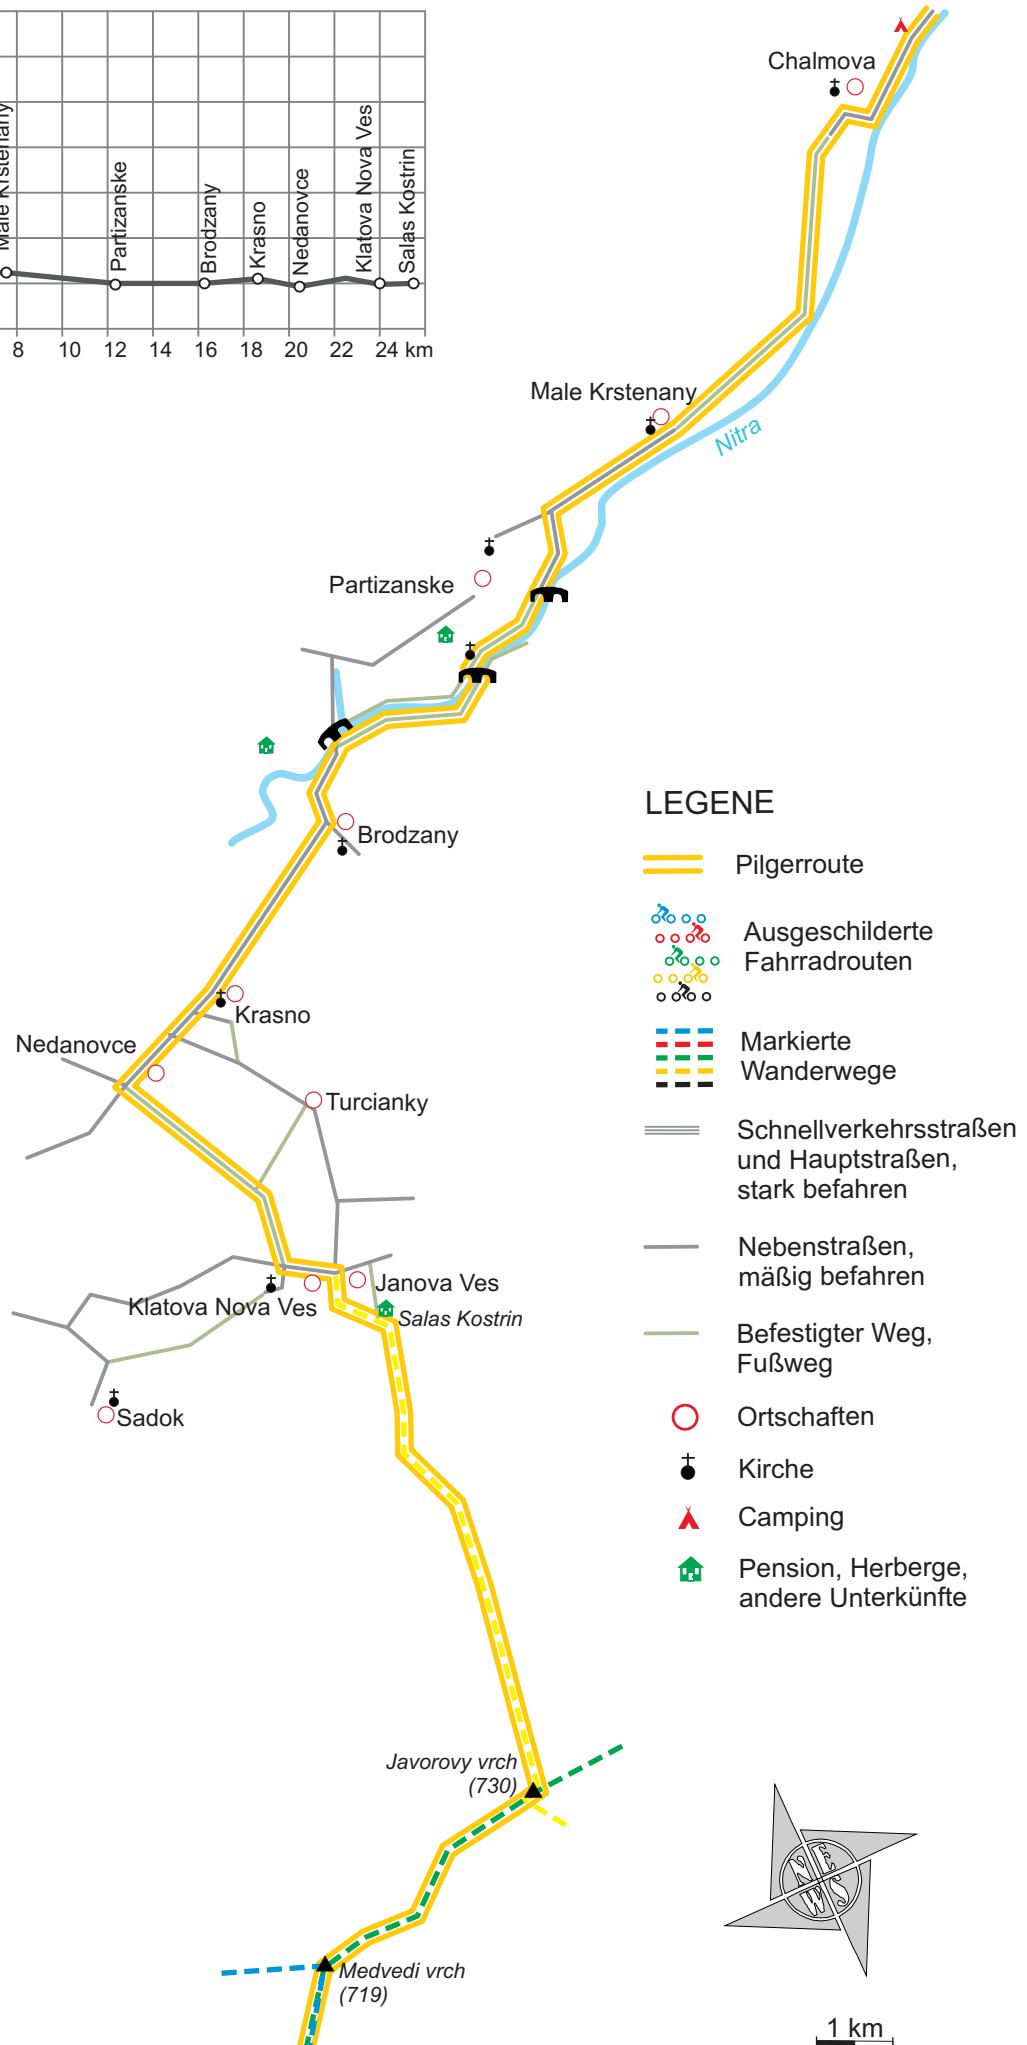 Male Krstenany
Partizanske
Brodzany
Krasno
Nedanovce
Klatova Nova Ves
Salas Kostrin
8 10 12 14 16 18 20 22 24 km
Chalmova
Male Krstenany
Nitra
Partizanske
Brodzany
Krasno
Nedanovce
Turcianky
Janova Ves
Klatova Nova Ves
Salas Kostrin
Sadok
Javorovy vrch
(730)
Medvedi vrch
(719)
LEGENE
Pilgerroute
Ausgeschilderte
Fahrradrouten
Markierte
Wanderwege
Schnellverkehrsstraßen
und Hauptstraßen,
stark befahren
Nebenstraßen,
mäßig befahren
Befestigter Weg,
Fußweg
Ortschaften
Kirche
Camping
Pension, Herberge,
andere Unterkünfte
N E
W S
1 km